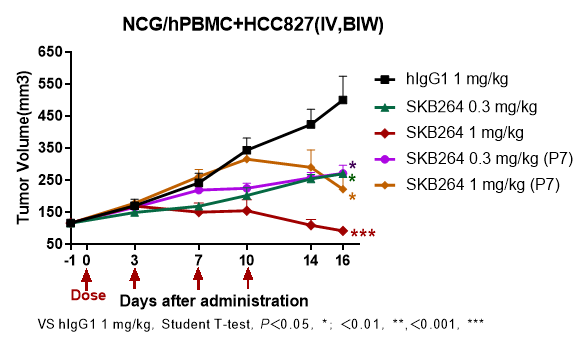 NCG/hPBMC+HCC827(IV,BIW)
Tumor Volume(mm3)
650
550
450
350
250
150
50
-1 0 3 7 10 14 16
Dose
Days after administration
hIgG1 1 mg/kg
SKB264 0.3 mg/kg
SKB264 1 mg/kg
SKB264 0.3 mg/kg (P7)
SKB264 1 mg/kg (P7)
*
*
*
***
VS hIgG1 1 mg/kg, Student T-test, P<0.05, *; <0.01, **,<0.001, ***